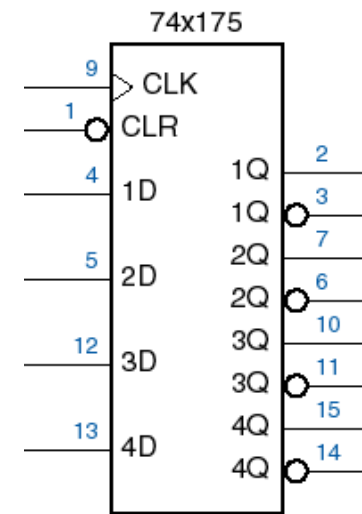 74x175
9 CLK
1 CLR
4 1D
1Q 2
1Q 3
5 2D
2Q 7
2Q 6
12 3D
3Q 10
3Q 11
13 4D
4Q 15
4Q 14